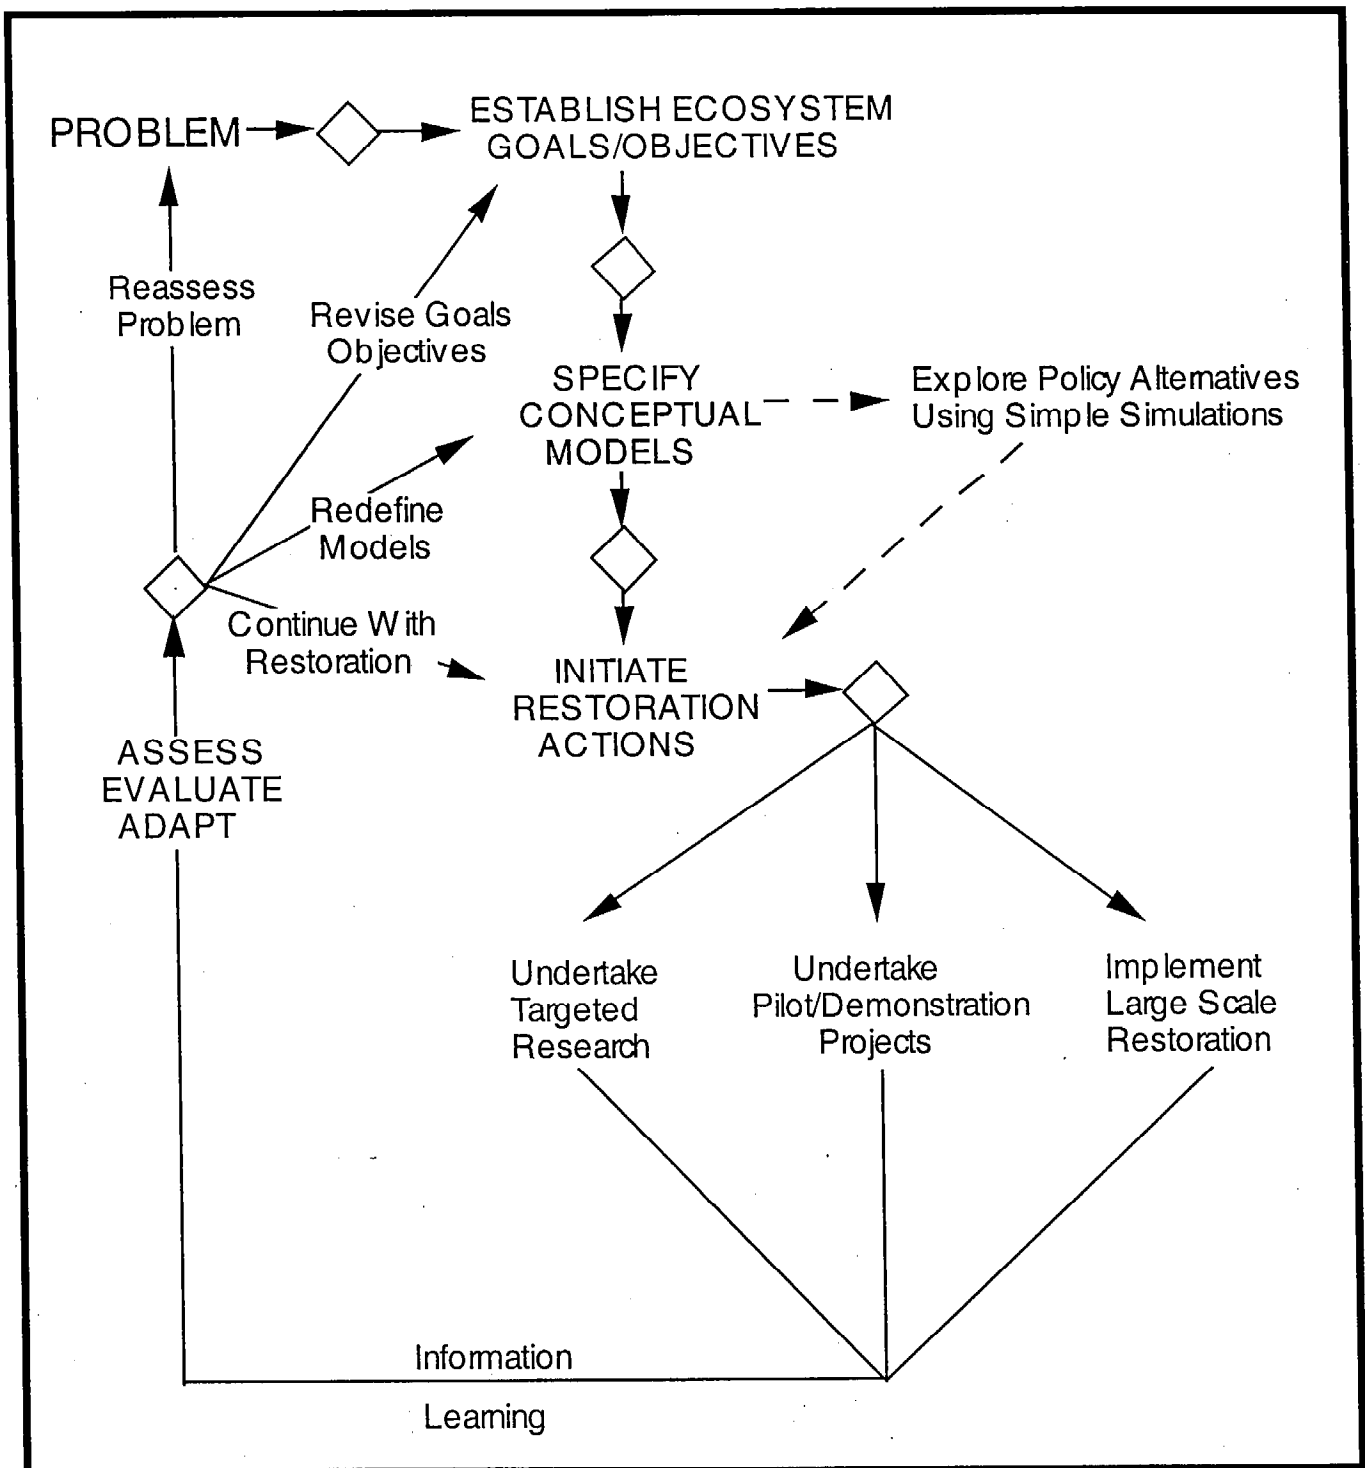 PROBLEM
ESTABLISH ECOSYSTEM
GOALS/OBJECTIVES
Reassess
Problem
Revise Goals
Objectives
SPECIFY
CONCEPTUAL
MODELS
Explore Policy Alternatives
Using Simple Simulations
Redefine
Models
Continue With
Restoration
INITIATE
RESTORATION
ACTIONS
ASSESS
EVALUATE
ADAPT
Undertake
Targeted
Research
Undertake
Pilot/Demonstration
Projects
Implement
Large Scale
Restoration
Information
Learning